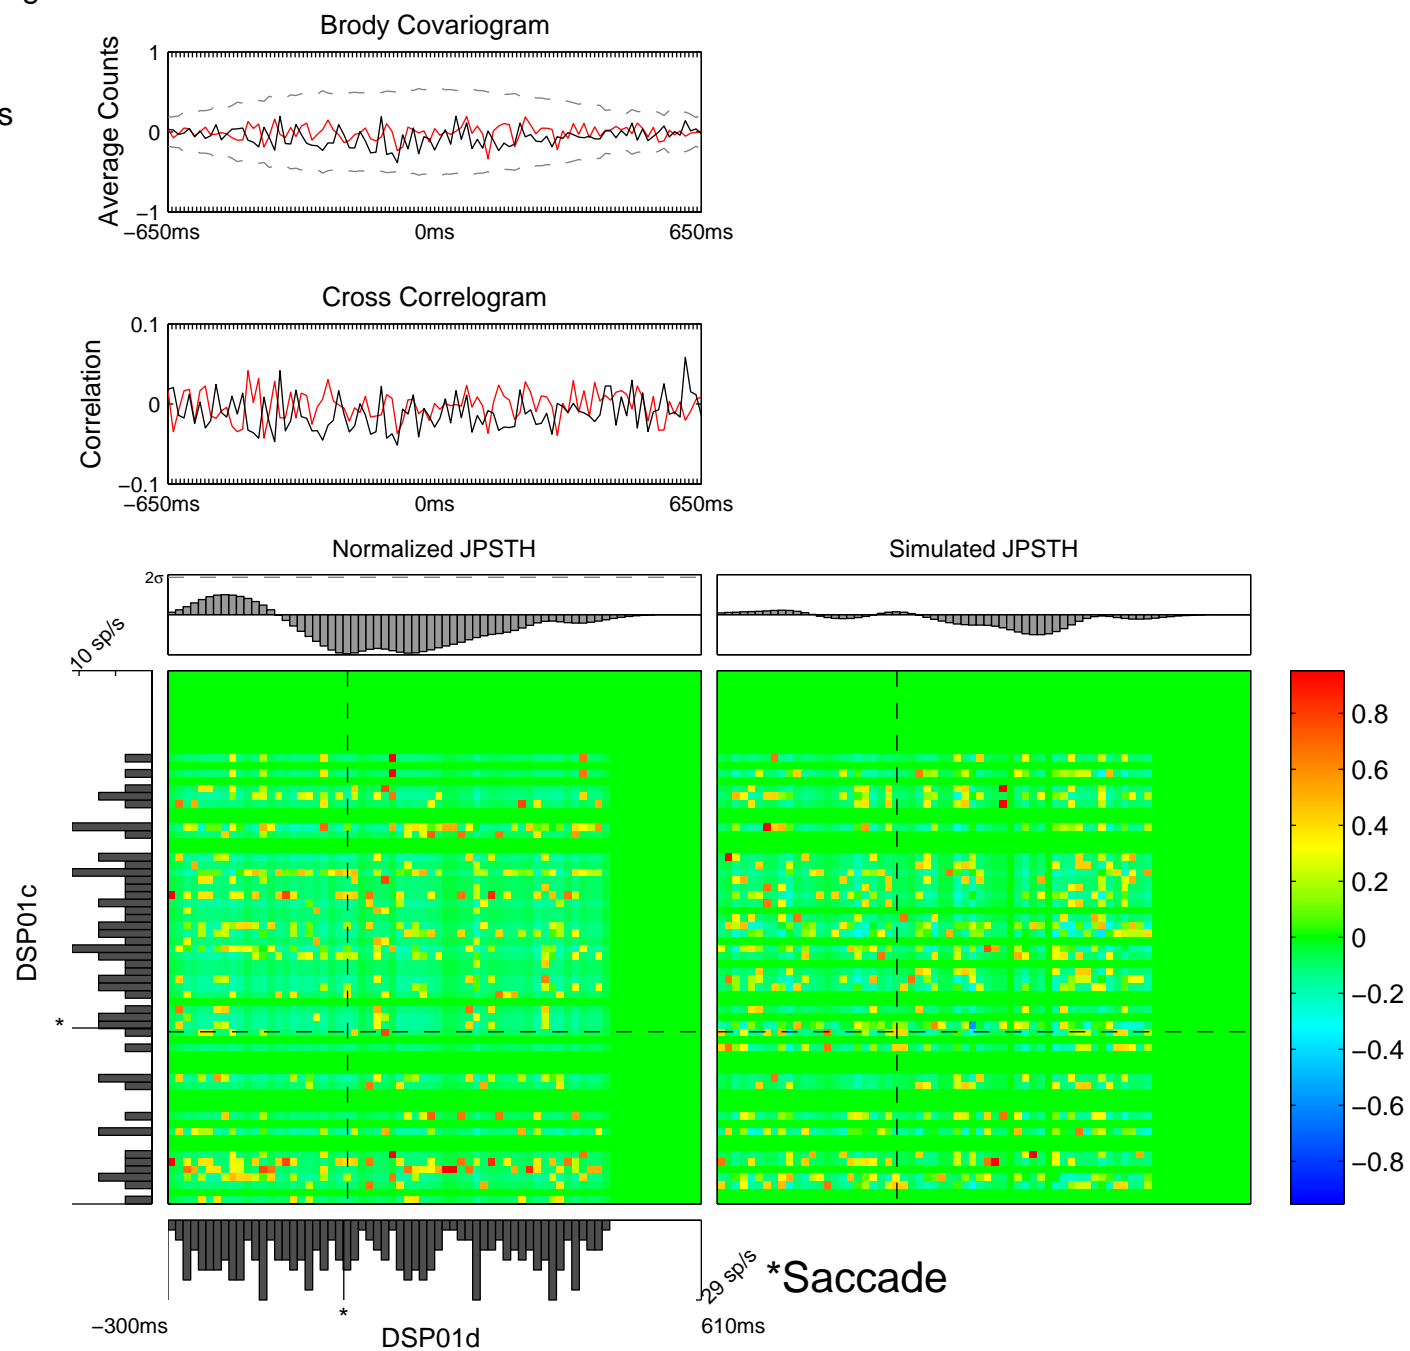 g
Brody Covariogram
s
Average Counts
1
0
−1
−650ms
0ms
650ms
Cross Correlogram
Correlation
0.1
0
−0.1
−650ms
0ms
650ms
Normalized JPSTH
Simulated JPSTH
2σ
10 sp/s
DSP01c
*
0.8
0.6
0.4
0.2
0
−0.2
−0.4
−0.6
−0.8
29 sp/s
*Saccade
*
−300ms
DSP01d
610ms